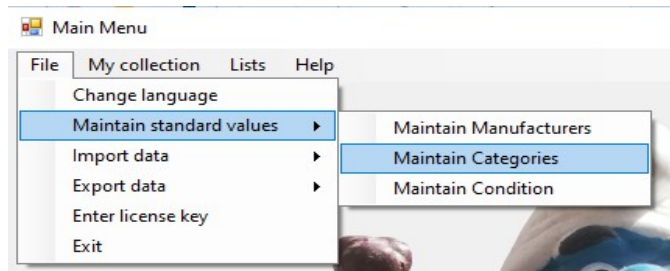 Main Menu
File My collection Lists Help
Change language
Maintain standard values
Import data
Export data
Enter license key
Exit
Maintain Manufacturers
Maintain Categories
Maintain Condition